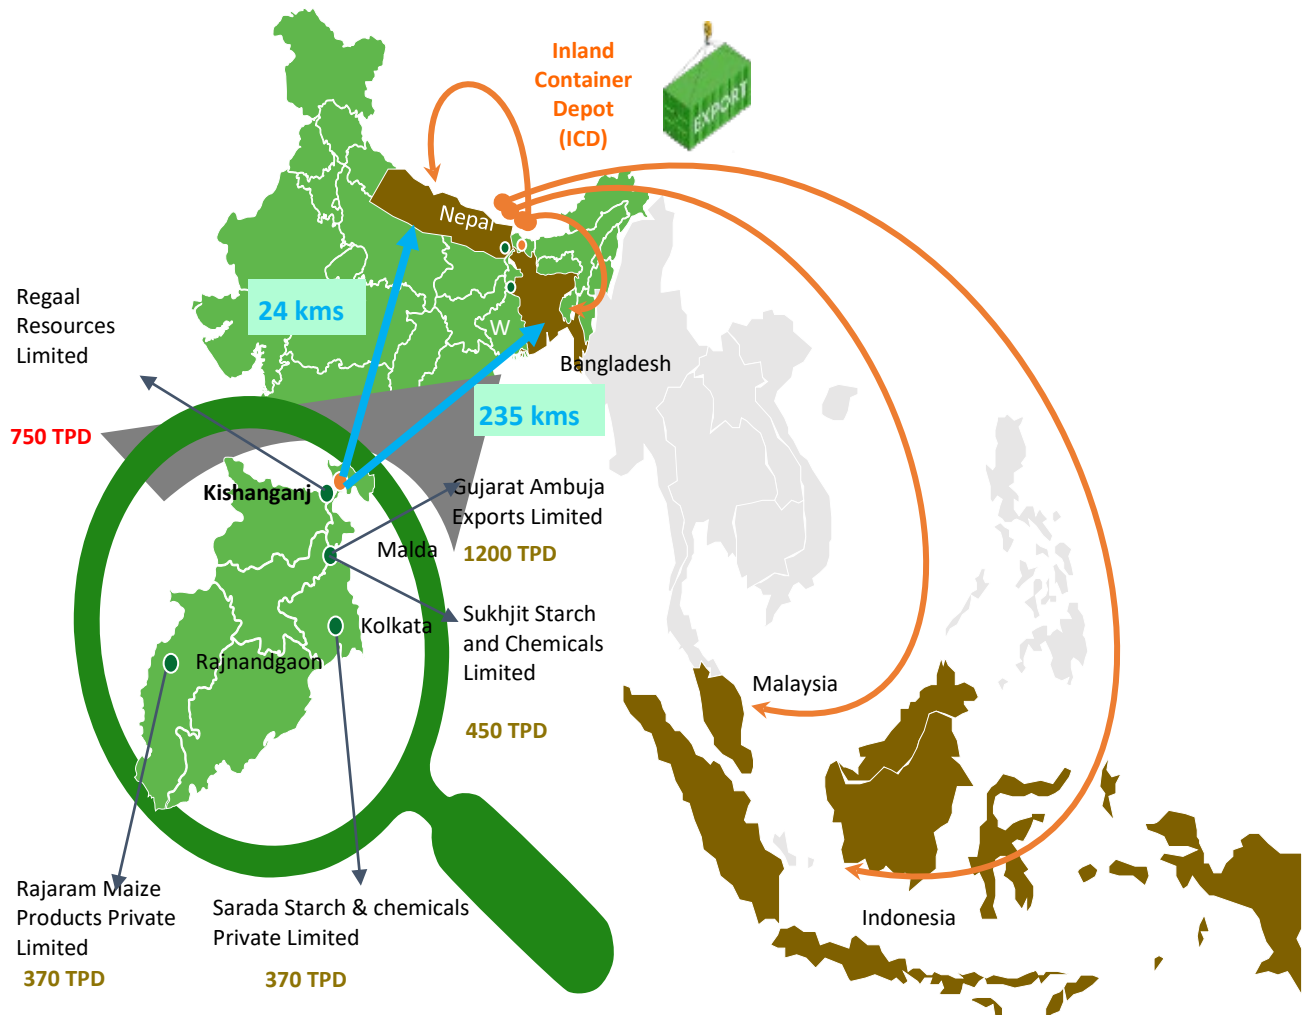 Inland
Container
Depot
(ICD)
EXPORT
Nepal
24 kms
W
Bangladesh
235 kms
Regaal
Resources
Limited
750 TPD
Kishanganj
Gujarat Ambuja
Exports Limited
Malda
1200 TPD
Sukhjit Starch
and Chemicals
Limited
Kolkata
Rajnandgaon
450 TPD
Malaysia
Rajaram Maize
Products Private
Limited
370 TPD
Sarada Starch & chemicals
Private Limited
370 TPD
Indonesia